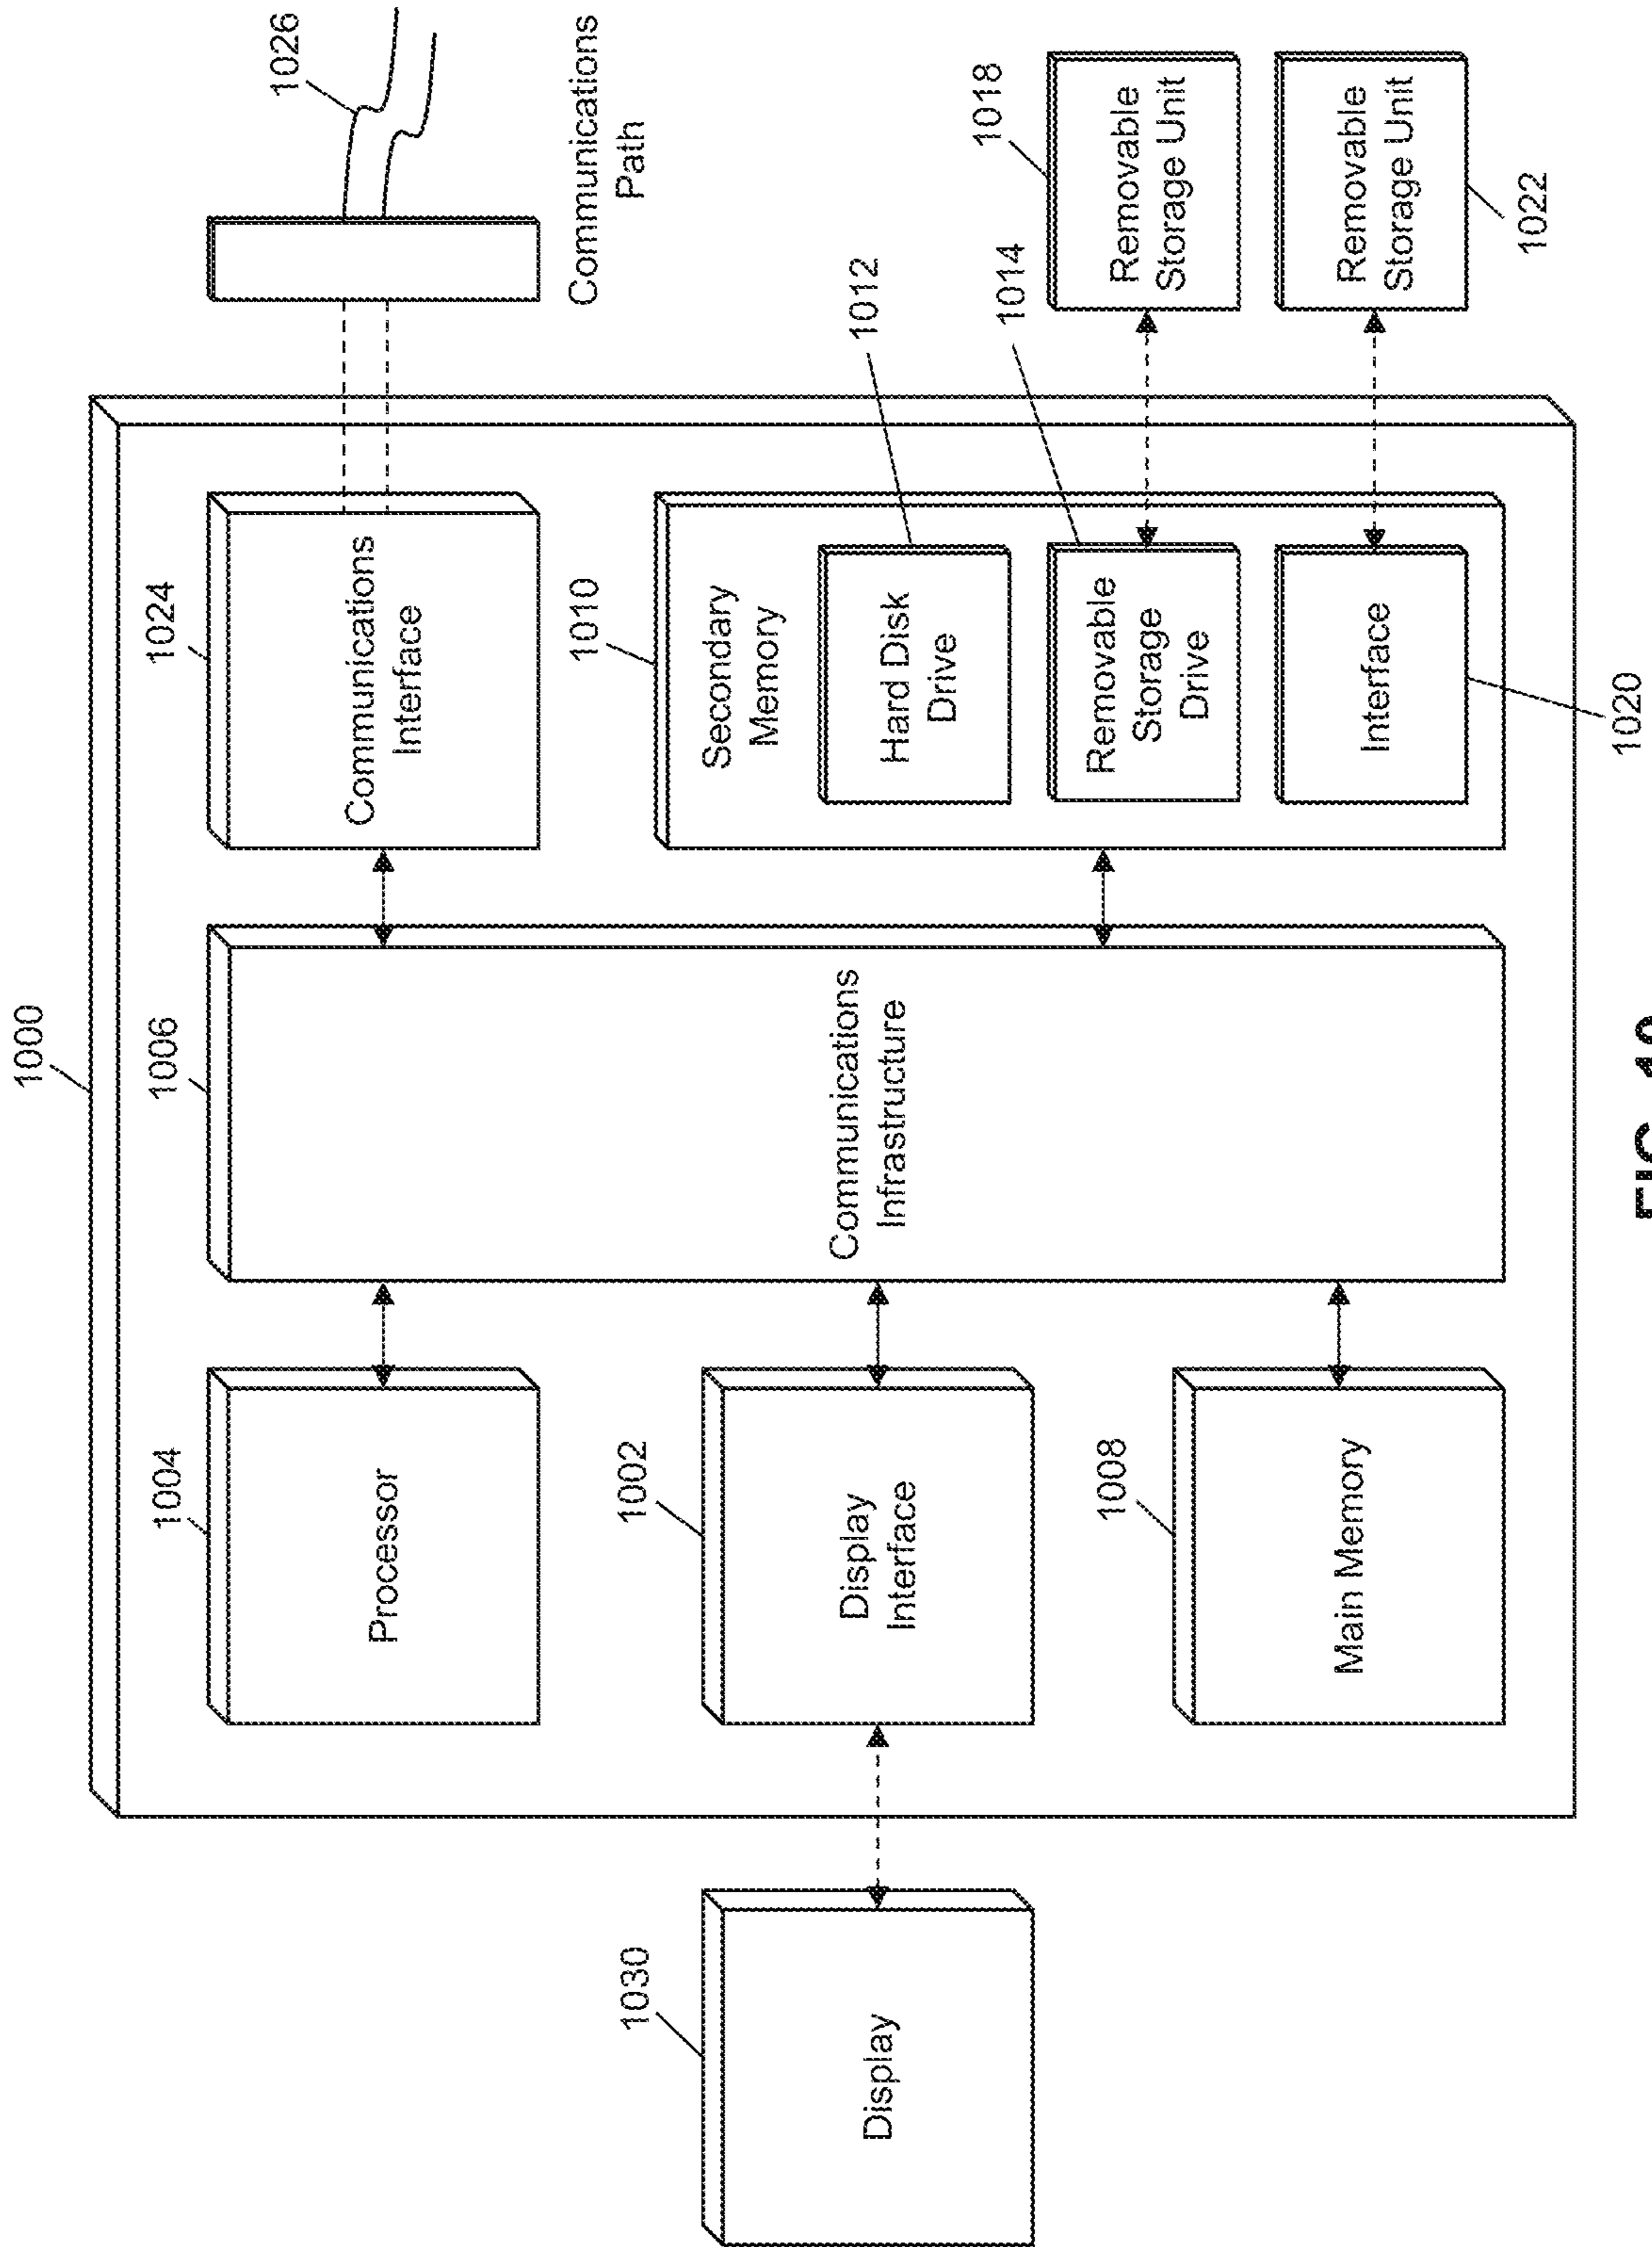 1000
1004
Processor
1006
Communications
Infrastructure
1024
Communications
Interface
1026
Communications
Path
1030
Display
1002
Display
Interface
1008
Main Memory
1010
Secondary
Memory
1012
Hard Disk
Drive
1014
Removable
Storage
Drive
1018
Removable
Storage Unit
Interface
1020
Removable
Storage Unit
1022
FIG. 10